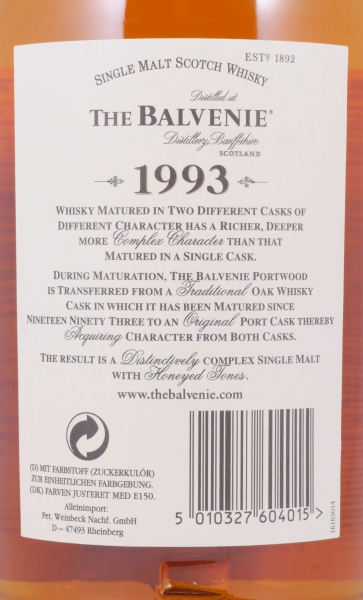 ESTD 1892
SINGLE MALT SCOTCH WHISKY
Distilled at
THE BALVENIE®
Distillery, Banffshire
SCOTLAND
1993
WHISKY MATURED IN TWO DIFFERENT CASKS OF
DIFFERENT CHARACTER HAS A RICHER, DEEPER
MORE Complex Character THAN THAT
MATURED IN A SINGLE CASK.
DURING MATURATION, THE BALVENIE PORTWOOD
IS TRANSFERRED FROM A Traditional OAK WHISKY
CASK IN WHICH IT HAS BEEN MATURED SINCE
NINETEEN NINETY THREE TO AN Original PORT CASK THEREBY
Acquiring CHARACTER FROM BOTH CASKS.
THE RESULT IS A Distinctively COMPLEX SINGLE MALT
WITH Honeyed Tones.
www.thebalvenie.com
(D) MIT FARBSTOFF (ZUCKERKULÖR)
ZUR EINHEITLICHEN FARBGEBUNG.
(DK) FARVEN JUSTERET MED E150.
Alleinimport:
Pet. Weinbeck Nachf. GmbH
D – 47493 Rheinberg
5 010327 604015 >
16165014